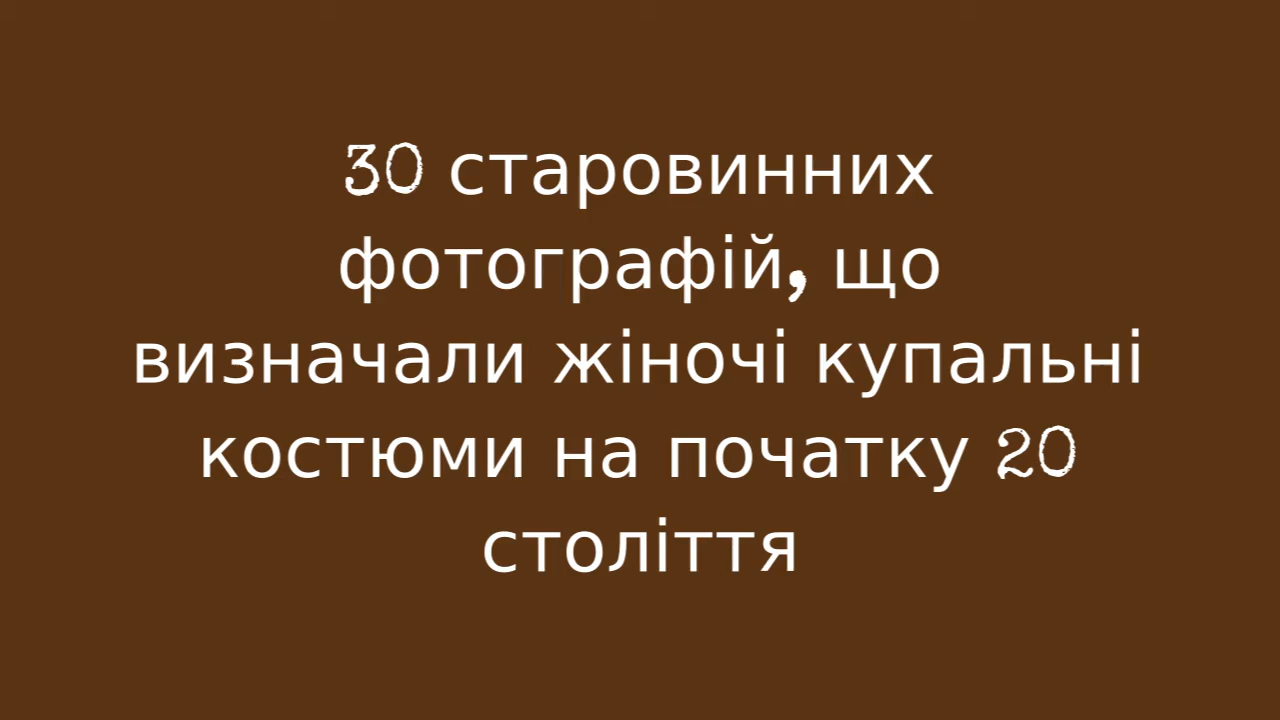 30 старовинних
фотографій, що
визначали жіночі купальні
костюми на початку 20
століття